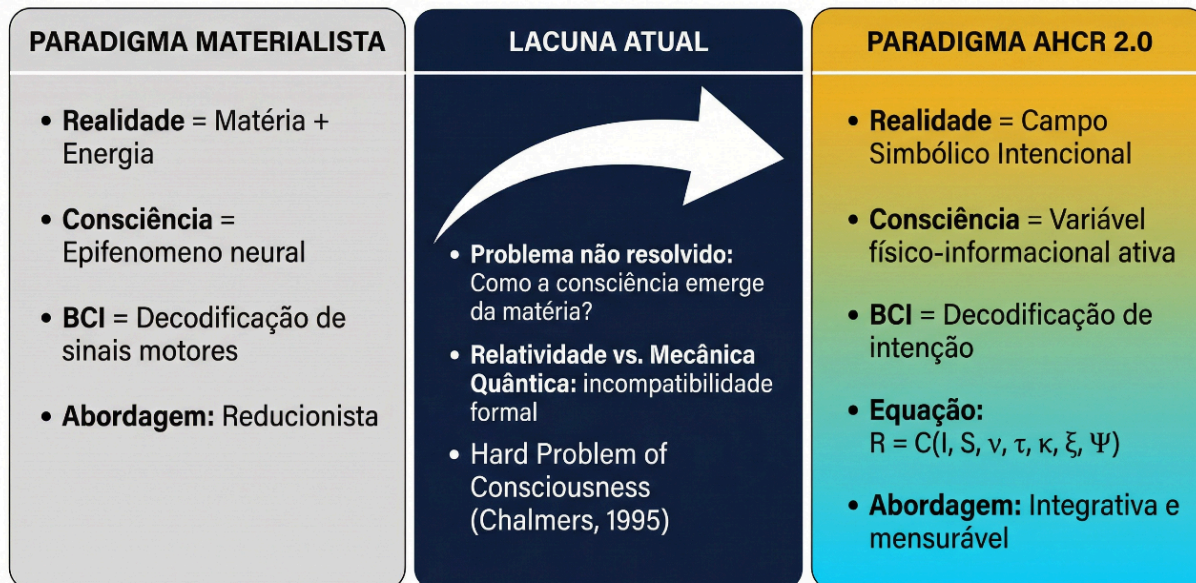 PARADIGMA MATERIALISTA
• Realidade = Matéria +
Energia
• Consciência =
Epifenomeno neural
• BCI = Decodificação de
sinais motores
• Abordagem: Reducionista
LACUNA ATUAL
• Problema não resolvido:
Como a consciência emerge
da matéria?
• Relatividade vs. Mecânica
Quântica: incompatibilidade
formal
• Hard Problem of
Consciousness
(Chalmers, 1995)
PARADIGMA AHCR 2.0
• Realidade = Campo
Simbólico Intencional
• Consciência = Variável
físico-informacional ativa
• BCI = Decodificação de
intenção
• Equação:
R = C(I, S, ν, τ, κ, ξ, Ψ)
• Abordagem: Integrativa e
mensurável